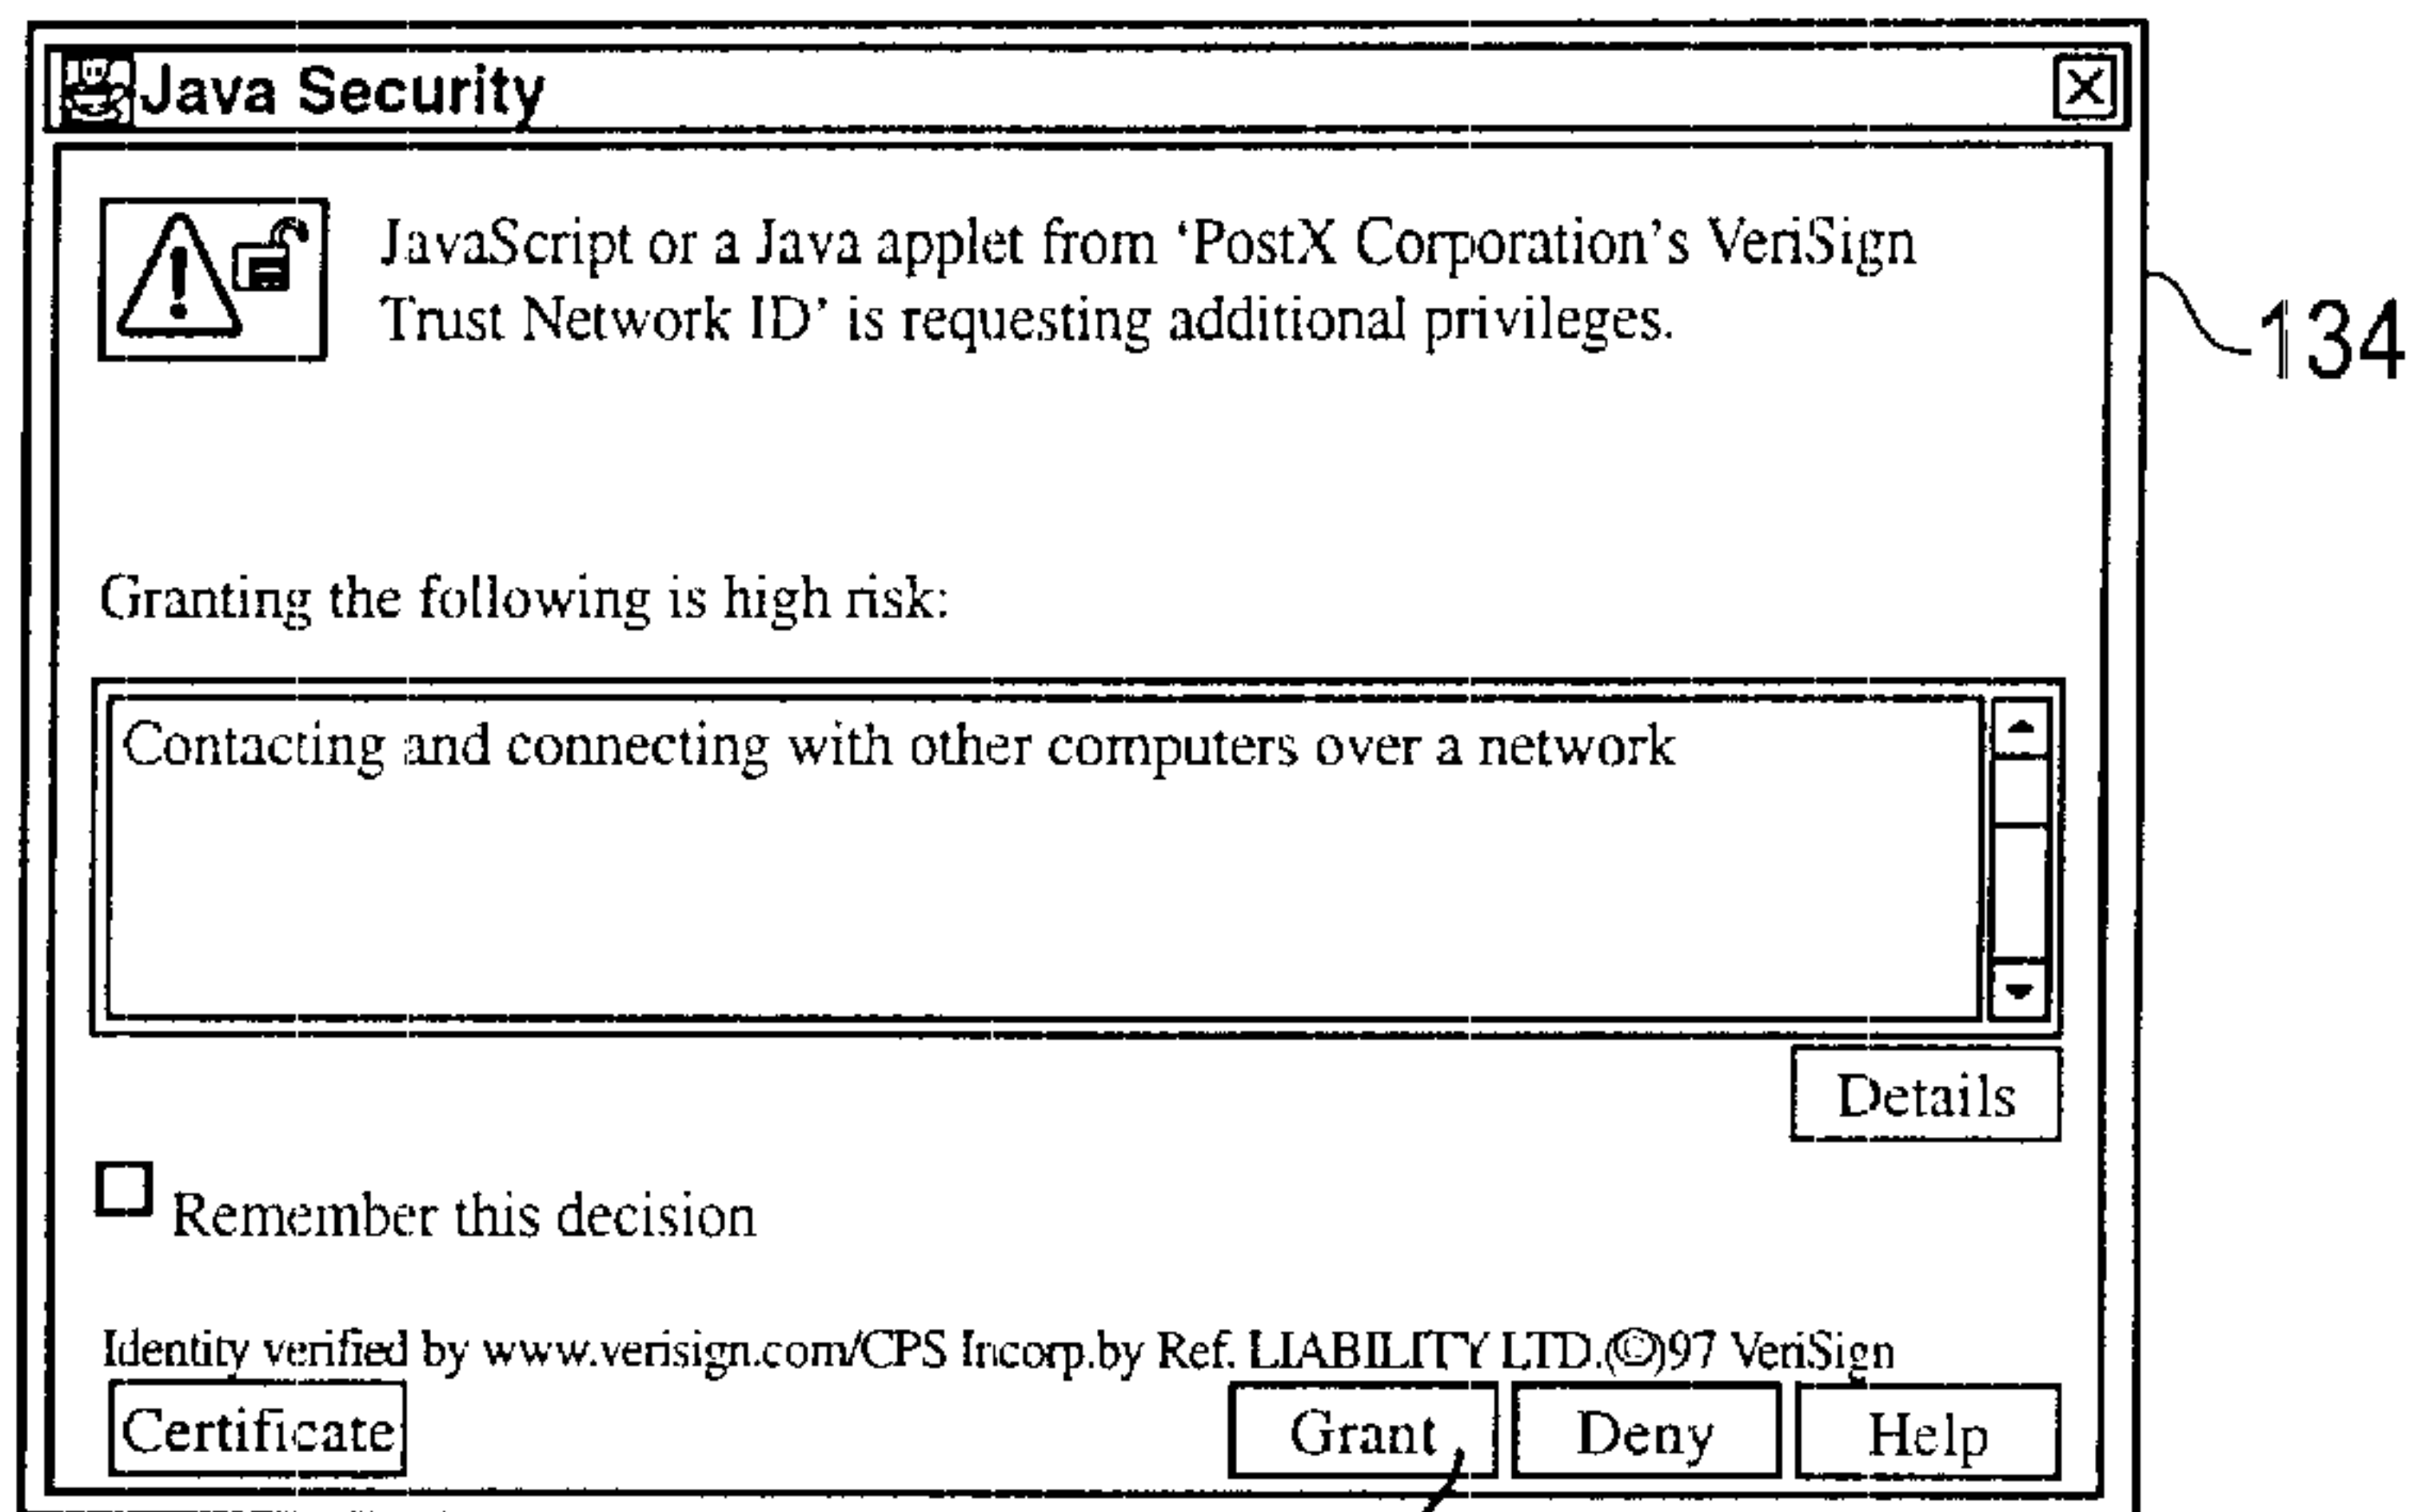 Java Security
JavaScript or a Java applet from ‘PostX Corporation’s VeriSign
Trust Network ID’ is requesting additional privileges.
134
Granting the following is high risk:
Contacting and connecting with other computers over a network
Details
Remember this decision
Identity verified by www.verisign.com/CPS Incorp.by Ref. LIABILITY LTD.(©)97 VeriSign
Certificate Grant Deny Help